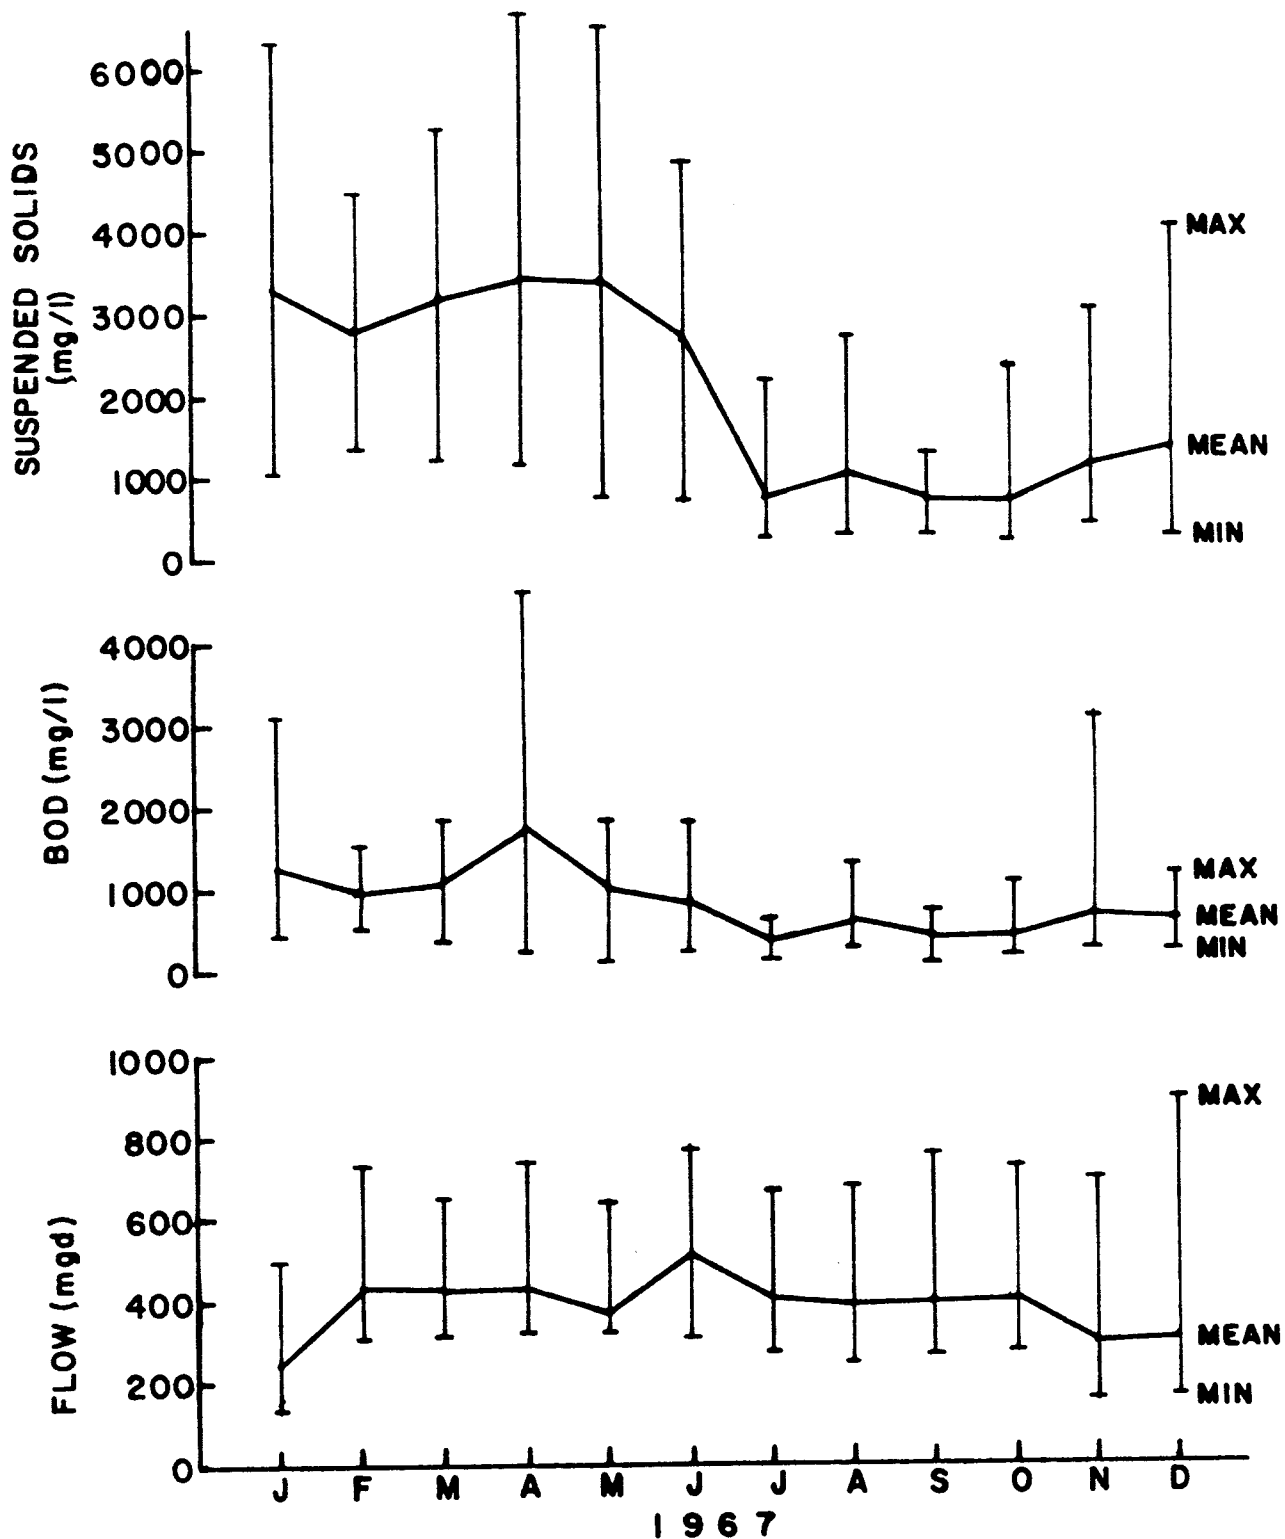 SUSPENDED SOLIDS
(mg/l)
6000
5000
4000
3000
2000
1000
0
MAX
MEAN
MIN
BOD (mg/l)
4000
3000
2000
1000
0
MAX
MEAN
MIN
FLOW (mgd)
1000
800
600
400
200
0
MAX
MEAN
MIN
J F M A M J J A S O N D
1967